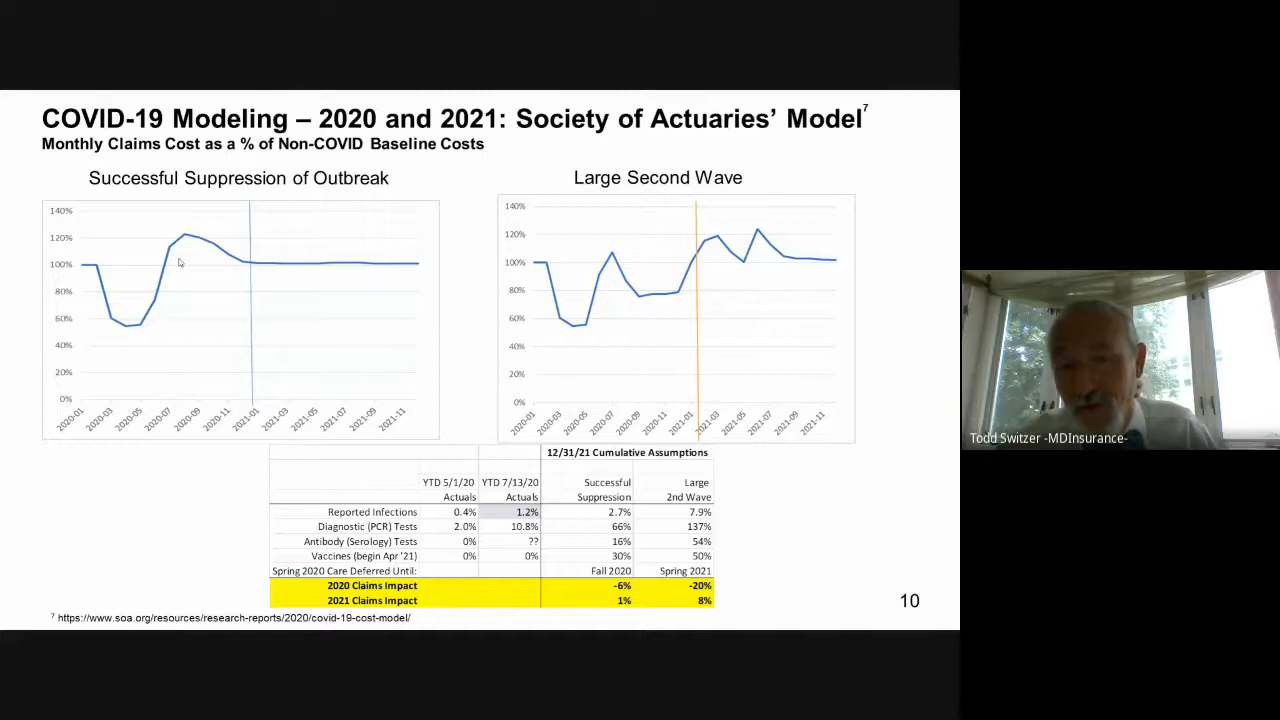 COVID-19 Modeling – 2020 and 2021: Society of Actuaries’ Model7
Monthly Claims Cost as a % of Non-COVID Baseline Costs
Successful Suppression of Outbreak
140%
120%
100%
80%
60%
40%
20%
0%
2020-01 2020-03 2020-05 2020-07 2020-09 2020-11 2021-01 2021-03 2021-05 2021-07 2021-09 2021-11
Large Second Wave
140%
120%
100%
80%
60%
40%
20%
0%
2020-01 2020-03 2020-05 2020-07 2020-09 2020-11 2021-01 2021-03 2021-05 2021-07 2021-09 2021-11
12/31/21 Cumulative Assumptions
YTD 5/1/20 YTD 7/13/20 Successful Large
Actuals Actuals Suppression 2nd Wave
Reported Infections 0.4% 1.2% 2.7% 7.9%
Diagnostic (PCR) Tests 2.0% 10.8% 66% 137%
Antibody (Serology) Tests 0% ?? 16% 54%
Vaccines (begin Apr '21) 0% 0% 30% 50%
Spring 2020 Care Deferred Until: Fall 2020 Spring 2021
2020 Claims Impact -6% -20%
2021 Claims Impact 1% 8%
7 https://www.soa.org/resources/research-reports/2020/covid-19-cost-model/
10
Todd Switzer -MDInsurance-